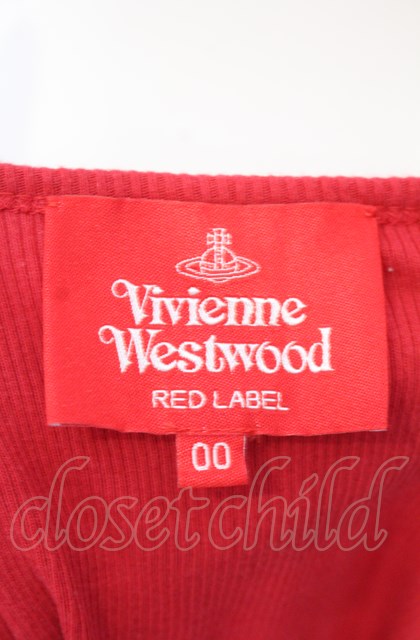 Vivienne
Westwood
RED LABEL
00
closet child